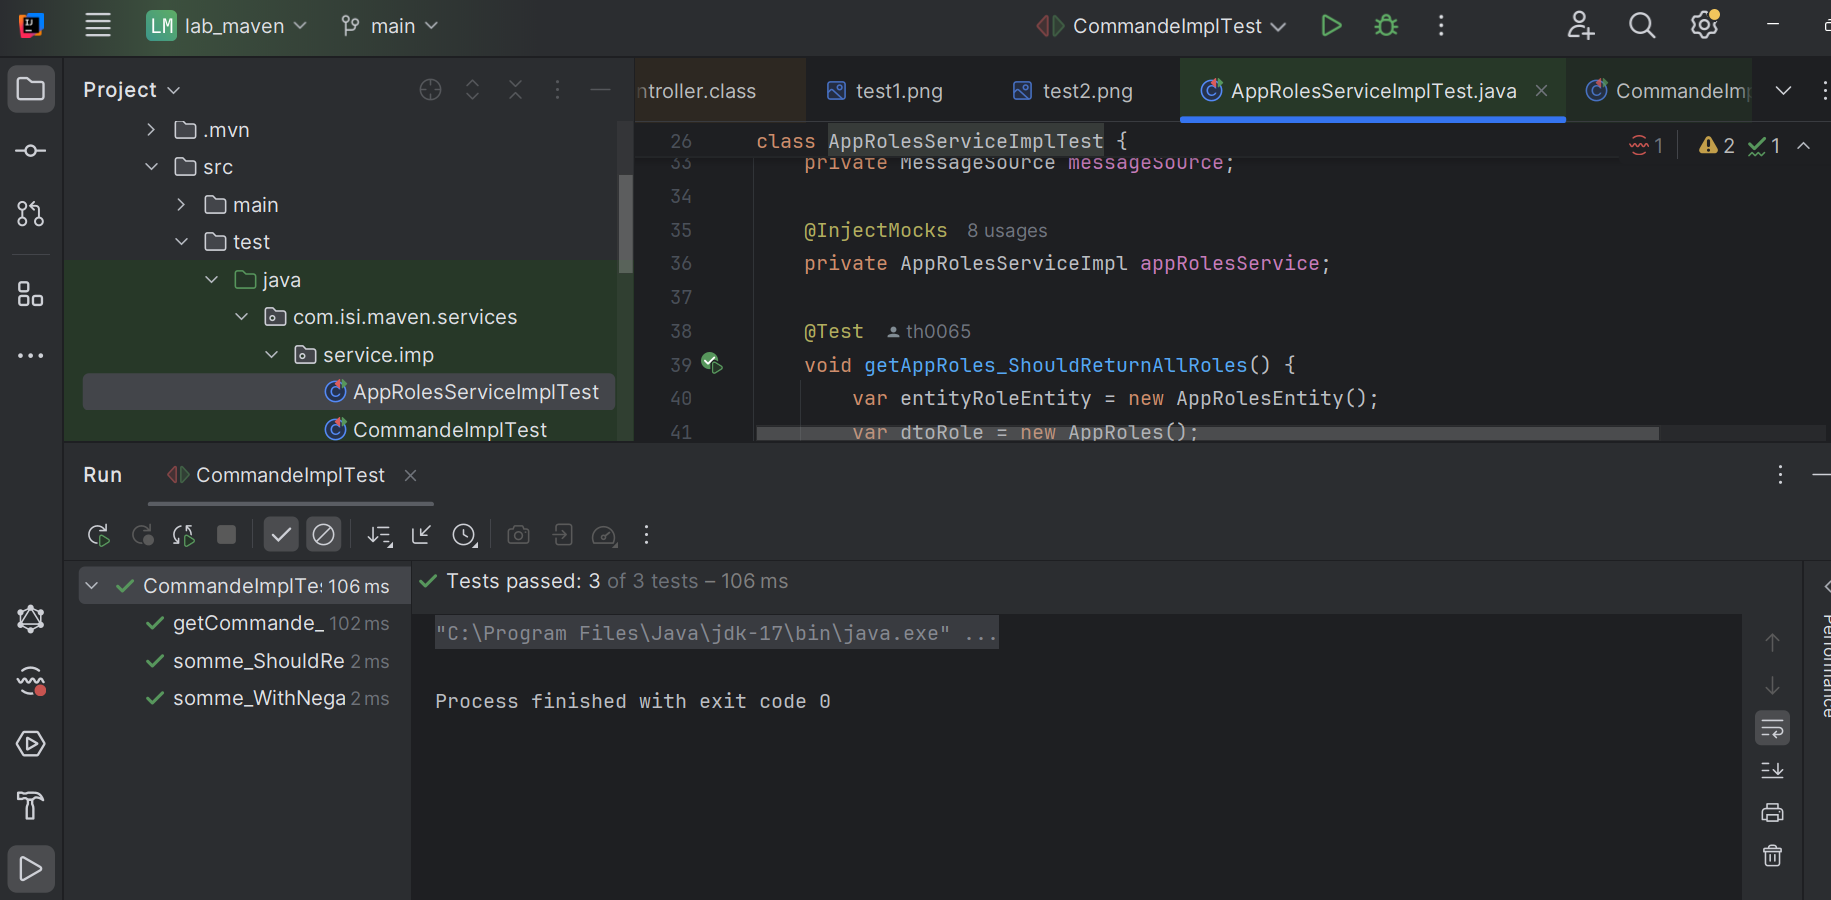 LM lab_maven main CommandeImplTest
Project
.mvn
src
main
test
java
com.isi.maven.services
service.imp
AppRolesServiceImplTest
CommandeImplTest
ntroller.class test1.png test2.png AppRolesServiceImplTest.java CommandeImp
26 class AppRolesServiceImplTest { 1 2 1
33 private MessageSource messageSource;
34
35 @InjectMocks 8 usages
36 private AppRolesServiceImpl appRolesService;
37
38 @Test th0065
39 void getAppRoles_ShouldReturnAllRoles() {
40 var entityRoleEntity = new AppRolesEntity();
41 var dtoRole = new AppRoles();
Run CommandeImplTest
CommandeImplTes 106 ms
getCommande_ 102 ms
somme_ShouldRe 2 ms
somme_WithNega 2 ms
Tests passed: 3 of 3 tests – 106 ms
"C:\Program Files\Java\jdk-17\bin\java.exe" ...
Process finished with exit code 0
Performance